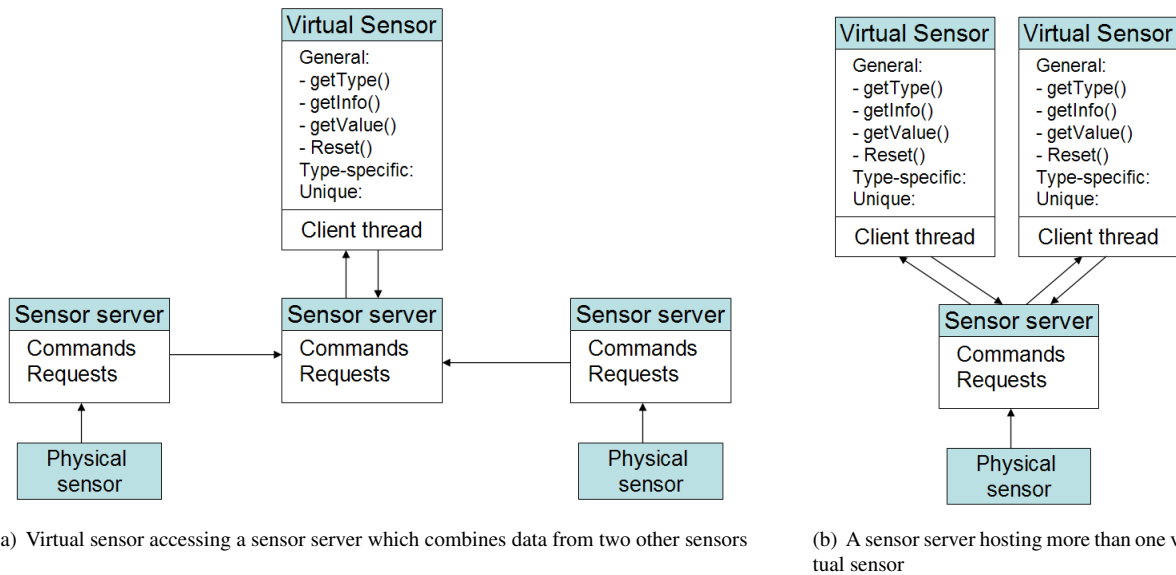 Virtual Sensor
General:
- getType()
- getInfo()
- getValue()
- Reset()
Type-specific:
Unique:
Client thread
Sensor server
Commands
Requests
Sensor server
Commands
Requests
Sensor server
Commands
Requests
Physical
sensor
Physical
sensor
a) Virtual sensor accessing a sensor server which combines data from two other sensors
Virtual Sensor
General:
- getType()
- getInfo()
- getValue()
- Reset()
Type-specific:
Unique:
Client thread
Virtual Sensor
General:
- getType()
- getInfo()
- getValue()
- Reset()
Type-specific:
Unique:
Client thread
Sensor server
Commands
Requests
Physical
sensor
(b) A sensor server hosting more than one v
tual sensor